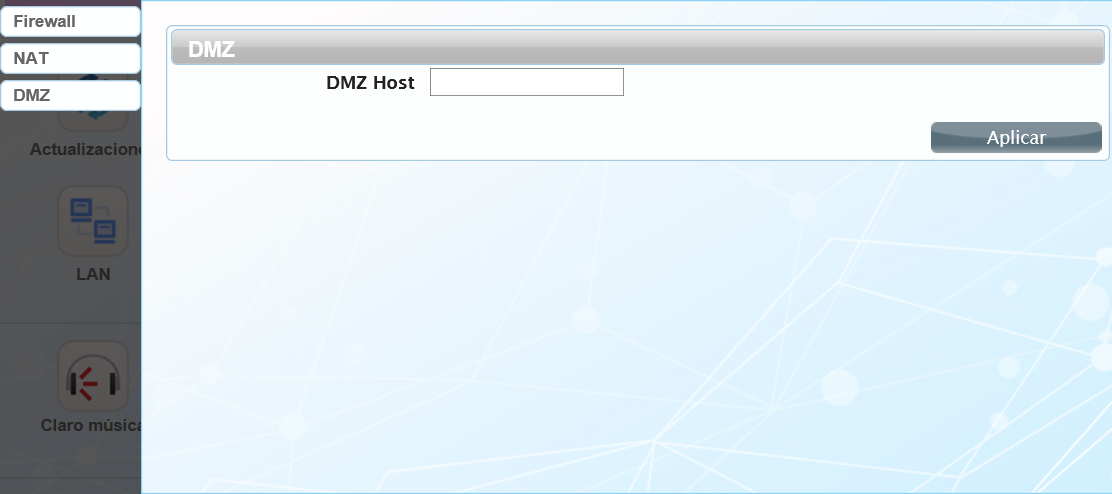 Firewall
NAT
DMZ
Actualizacione
LAN
Claro música
DMZ
DMZ Host
Aplicar